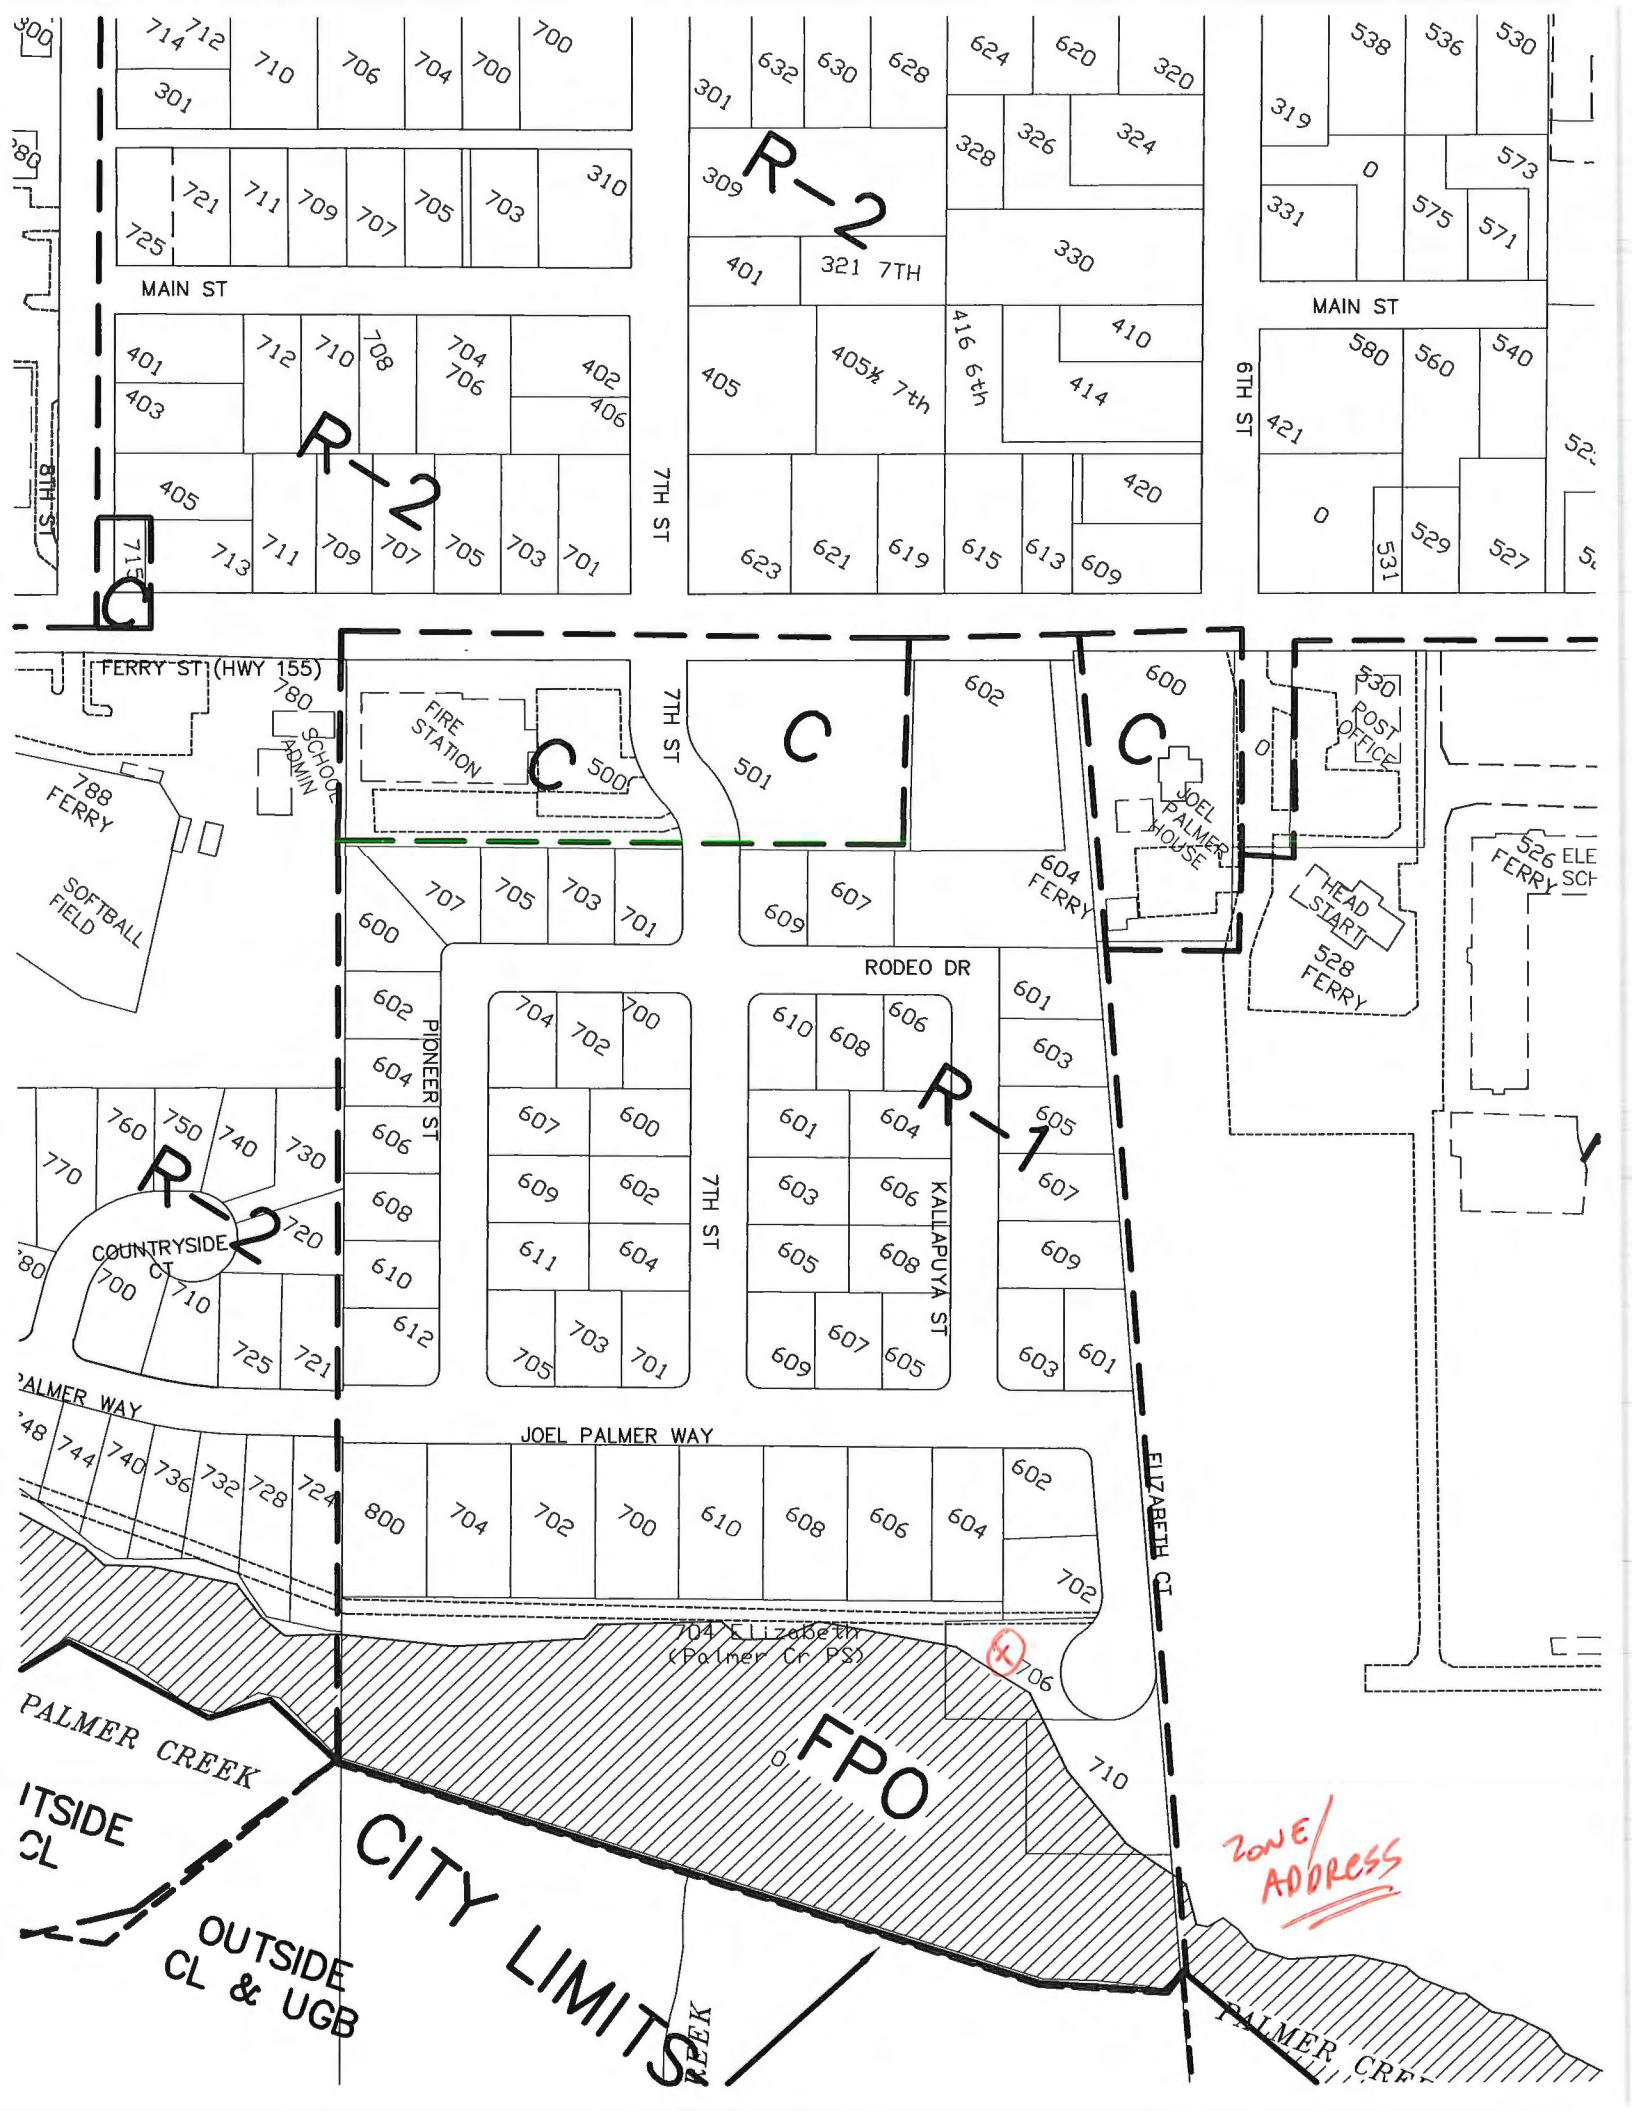 300
714
712
710
706
704
700
700
301
280
725
721
711
709
707
705
703
310
MAIN ST
301
632
630
628
624
620
320
309
R-2
328
326
324
401
321 7TH
330
538
536
530
319
0
573
331
575
571
MAIN ST
401
403
712
710
708
704
706
402
406
R-2
405
405½ 7th
416 6th
410
414
6TH ST
580
560
540
421
8TH ST
405
715
713
711
709
707
705
703
701
7TH ST
623
621
619
615
613
420
609
0
531
529
527
C
FERRY ST (HWY 155)
780
SCHOOL
ADMIN
FIRE
STATION
C
500
7TH ST
C
501
602
600
C
JOEL
PALMER
HOUSE
0
530
POST
OFFICE
788
FERRY
SOFTBALL
FIELD
604
FERRY
526
FERRY
ELE
SCH
HEAD
START
528
FERRY
707
705
703
701
609
607
600
RODEO DR
602
604
606
608
610
612
PIONEER ST
704
702
700
607
600
609
602
611
604
705
703
701
7TH ST
610
608
606
601
604
603
606
605
608
609
607
605
KALLAPUYA ST
R-1
601
603
605
607
609
603
601
770
760
750
740
730
720
R-2
COUNTRYSIDE
CT
700
710
725
721
PALMER WAY
JOEL PALMER WAY
744
740
736
732
728
724
800
704
702
700
610
608
606
604
602
702
ELIZABETH CT
704 Elizabeth
(Palmer Cr PS)
X
706
FPO
0
710
PALMER CREEK
ITSIDE
CL
OUTSIDE
CL & UGB
CITY LIMITS
REEK
ZONE/
ADDRESS
PALMER CREE